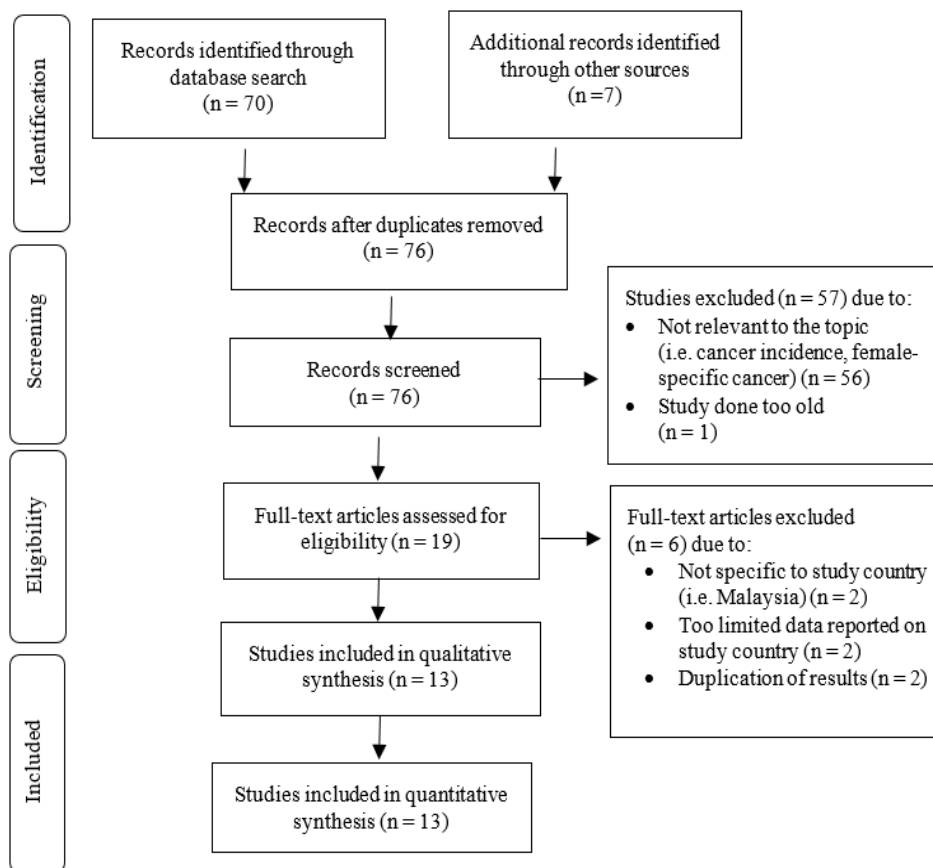 Identification
Records identified through
database search
(n = 70)
Additional records identified
through other sources
(n =7)
Records after duplicates removed
(n = 76)
Screening
Records screened
(n = 76)
Studies excluded (n = 57) due to:
• Not relevant to the topic
(i.e. cancer incidence, female-
specific cancer) (n = 56)
• Study done too old
(n = 1)
Eligibility
Full-text articles assessed for
eligibility (n = 19)
Full-text articles excluded
(n = 6) due to:
• Not specific to study country
(i.e. Malaysia) (n = 2)
• Too limited data reported on
study country (n = 2)
• Duplication of results (n = 2)
Studies included in qualitative
synthesis (n = 13)
Included
Studies included in quantitative
synthesis (n = 13)